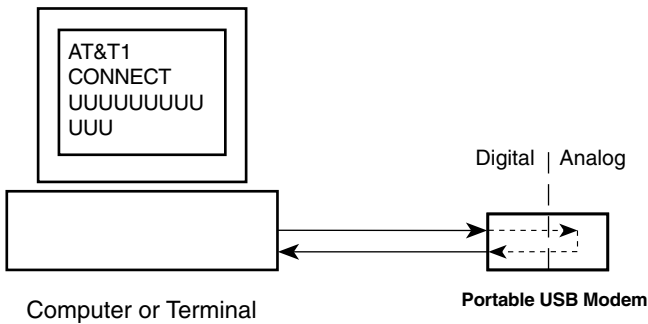 AT&T1
CONNECT
UUUUUUUUU
UUU
Digital | Analog
Computer or Terminal
Portable USB Modem